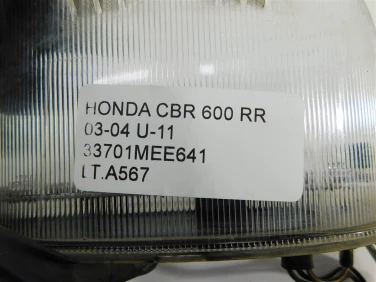 HONDA CBR 600 RR
03-04 U-11
33701MEE641
LT.A567